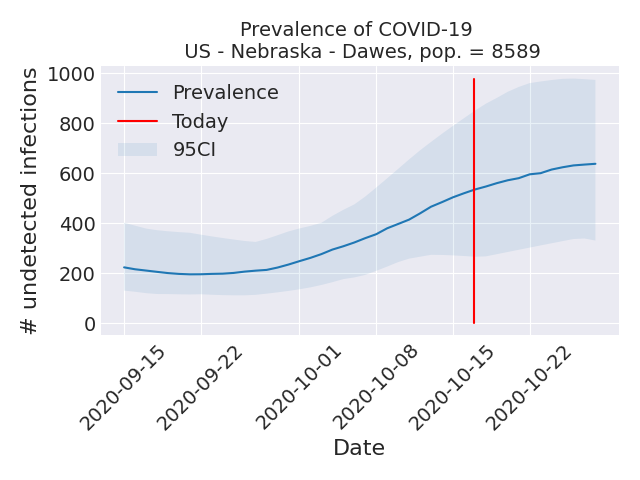 Prevalence of COVID-19
US - Nebraska - Dawes, pop. = 8589
# undetected infections
1000
800
600
400
200
0
Prevalence
Today
95CI
2020-09-15
2020-09-22
2020-10-01
2020-10-08
2020-10-15
2020-10-22
Date